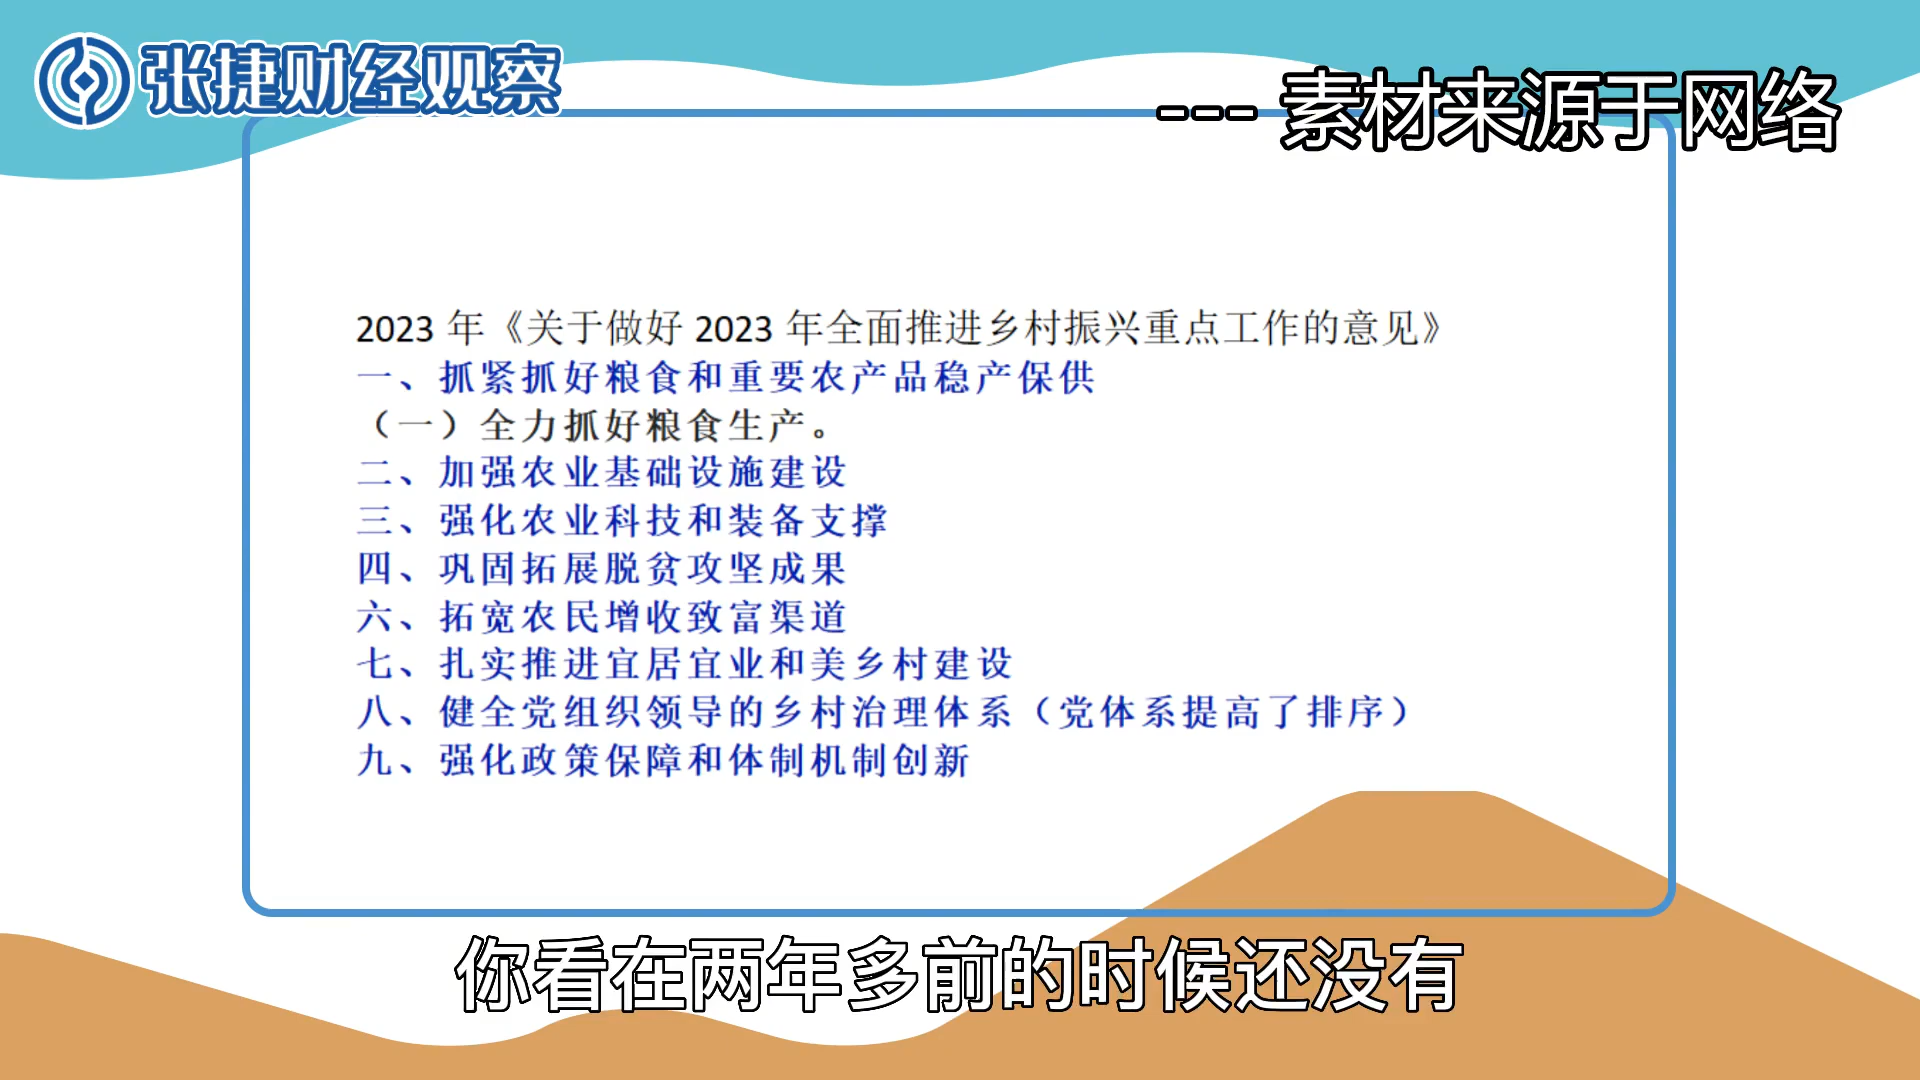 张捷财经观察
--- 素材来源于网络
2023 年《关于做好 2023 年全面推进乡村振兴重点工作的意见》
一、抓紧抓好粮食和重要农产品稳产保供
（一）全力抓好粮食生产。
二、加强农业基础设施建设
三、强化农业科技和装备支撑
四、巩固拓展脱贫攻坚成果
六、拓宽农民增收致富渠道
七、扎实推进宜居宜业和美乡村建设
八、健全党组织领导的乡村治理体系（党体系提高了排序）
九、强化政策保障和体制机制创新
你看在两年多前的时候还没有